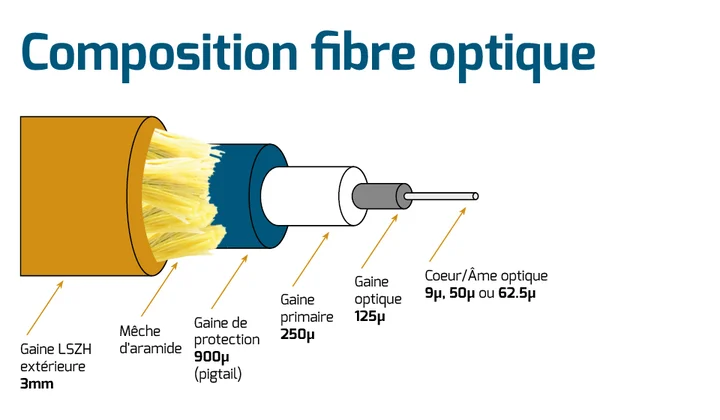 Composition fibre optique
Gaine LSZH
extérieure
3mm
Mêche
d'aramide
Gaine de
protection
900µ
(pigtail)
Gaine
primaire
250µ
Gaine
optique
125µ
Coeur/Âme optique
9µ, 50µ ou 62.5µ